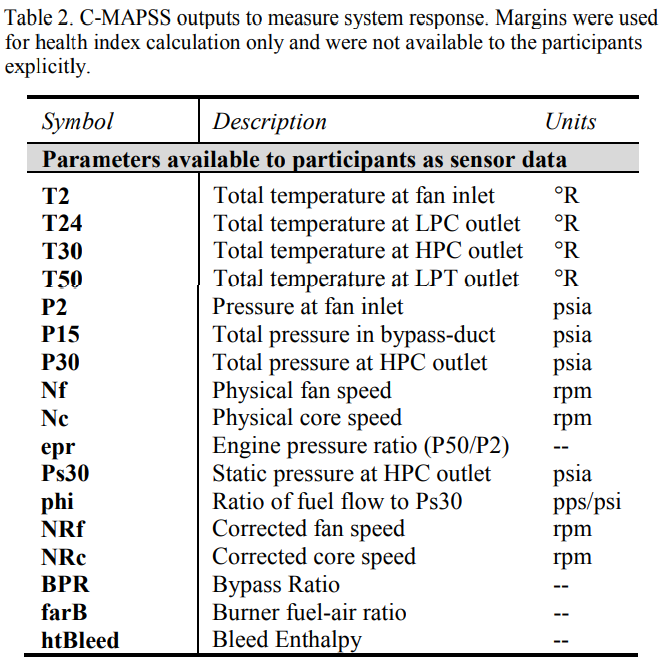 Table 2. C-MAPSS outputs to measure system response. Margins were used
for health index calculation only and were not available to the participants
explicitly.
Symbol Description Units
Parameters available to participants as sensor data
T2 Total temperature at fan inlet °R
T24 Total temperature at LPC outlet °R
T30 Total temperature at HPC outlet °R
T50 Total temperature at LPT outlet °R
P2 Pressure at fan inlet psia
P15 Total pressure in bypass-duct psia
P30 Total pressure at HPC outlet psia
Nf Physical fan speed rpm
Nc Physical core speed rpm
epr Engine pressure ratio (P50/P2) --
Ps30 Static pressure at HPC outlet psia
phi Ratio of fuel flow to Ps30 pps/psi
NRf Corrected fan speed rpm
NRc Corrected core speed rpm
BPR Bypass Ratio --
farB Burner fuel-air ratio --
htBleed Bleed Enthalpy --